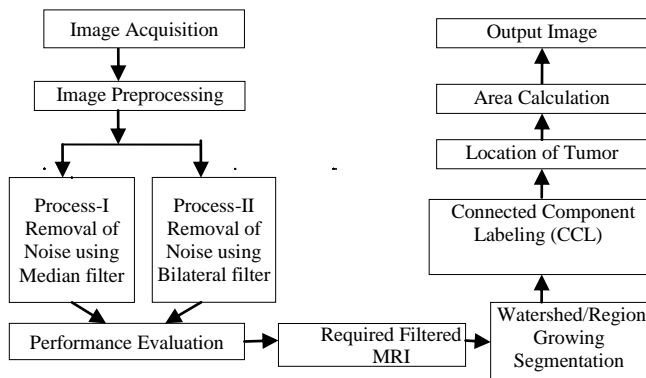 Image Acquisition
Image Preprocessing
Process-I
Removal of
Noise using
Median filter
Process-II
Removal of
Noise using
Bilateral filter
Performance Evaluation
Required Filtered
MRI
Watershed/Region
Growing
Segmentation
Connected Component
Labeling (CCL)
Location of Tumor
Area Calculation
Output Image